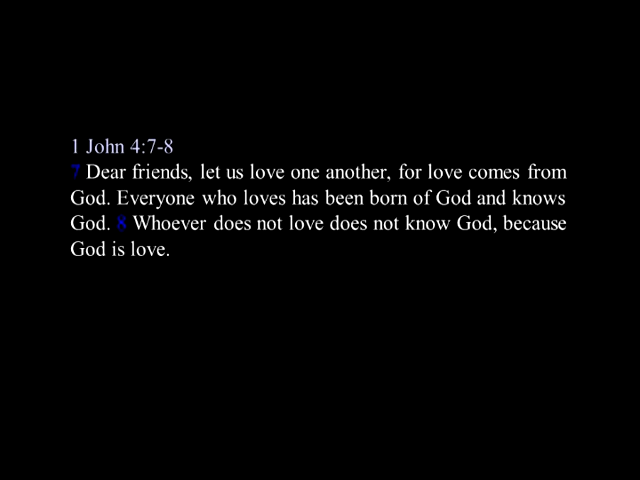 1 John 4:7-8
7 Dear friends, let us love one another, for love comes from
God. Everyone who loves has been born of God and knows
God. 8 Whoever does not love does not know God, because
God is love.